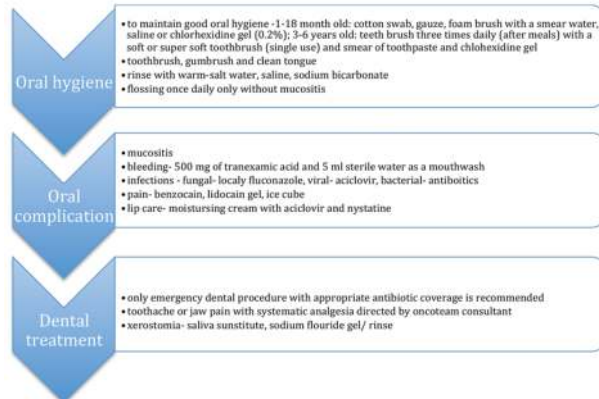 • to maintain good oral hygiene -1-18 month old: cotton swab, gauze, foam brush with a smear water,
saline or chlorhexidine gel (0.2%); 3-6 years old: teeth brush three times daily (after meals) with a
soft or super soft toothbrush (single use) and smear of toothpaste and chlohexidine gel
• toothbrush, gumbrush and clean tongue
• rinse with warm-salt water, saline, sodium bicarbonate
• flossing once daily only without mucositis
Oral hygiene
• mucositis
• bleeding- 500 mg of tranexamic acid and 5 ml sterile water as a mouthwash
• infections - fungal- localy fluconazole, viral- aciclovir, bacterial- antiboitics
• pain- benzocain, lidocain gel, ice cube
• lip care- moistursing cream with aciclovir and nystatine
Oral
complication
• only emergency dental procedure with appropriate antibiotic coverage is recommended
• toothache or jaw pain with systematic analgesia directed by oncoteam consultant
• xerostomia- saliva sunstitute, sodium flouride gel/ rinse
Dental
treatment